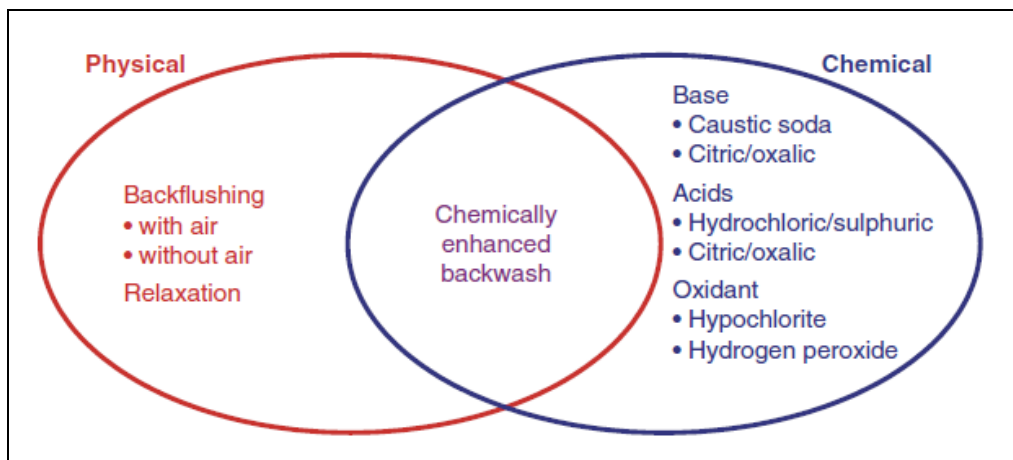 Physical
Backflushing
• with air
• without air
Relaxation
Chemically
enhanced
backwash
Chemical
Base
• Caustic soda
• Citric/oxalic
Acids
• Hydrochloric/sulphuric
• Citric/oxalic
Oxidant
• Hypochlorite
• Hydrogen peroxide